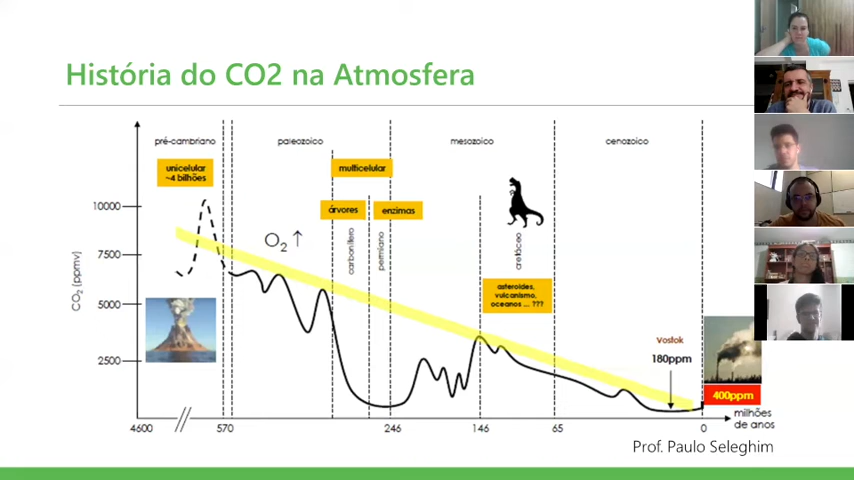 História do CO2 na Atmosfera
pré-cambriano
paleozoico
mesozoico
cenozoico
unicelular
~4 bilhões
multicelular
árvores
enzimas
carbonífero
permiano
cretáceo
O₂ ↑
CO₂ (ppmv)
10000
7500
5000
2500
asteroides,
vulcanismo,
oceanos ... ???
Vostok
180ppm
400ppm
milhões
de anos
4600
570
246
146
65
0
Prof. Paulo Seleghim